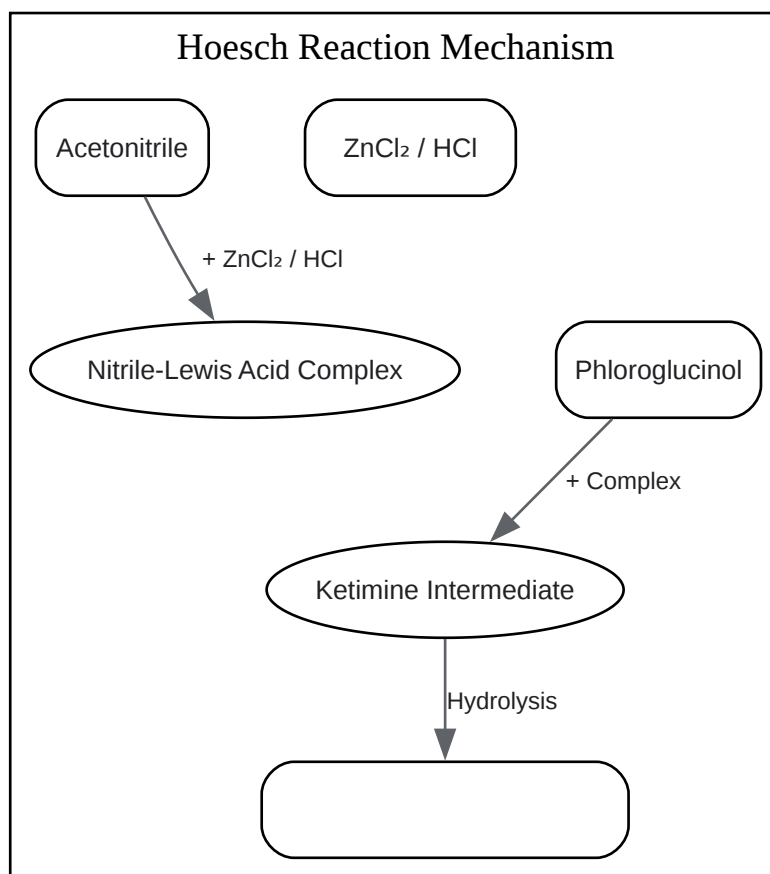 Hoesch Reaction Mechanism
Acetonitrile
ZnCl₂ / HCl
+ ZnCl₂ / HCl
Nitrile-Lewis Acid Complex
Phloroglucinol
+ Complex
Ketimine Intermediate
Hydrolysis